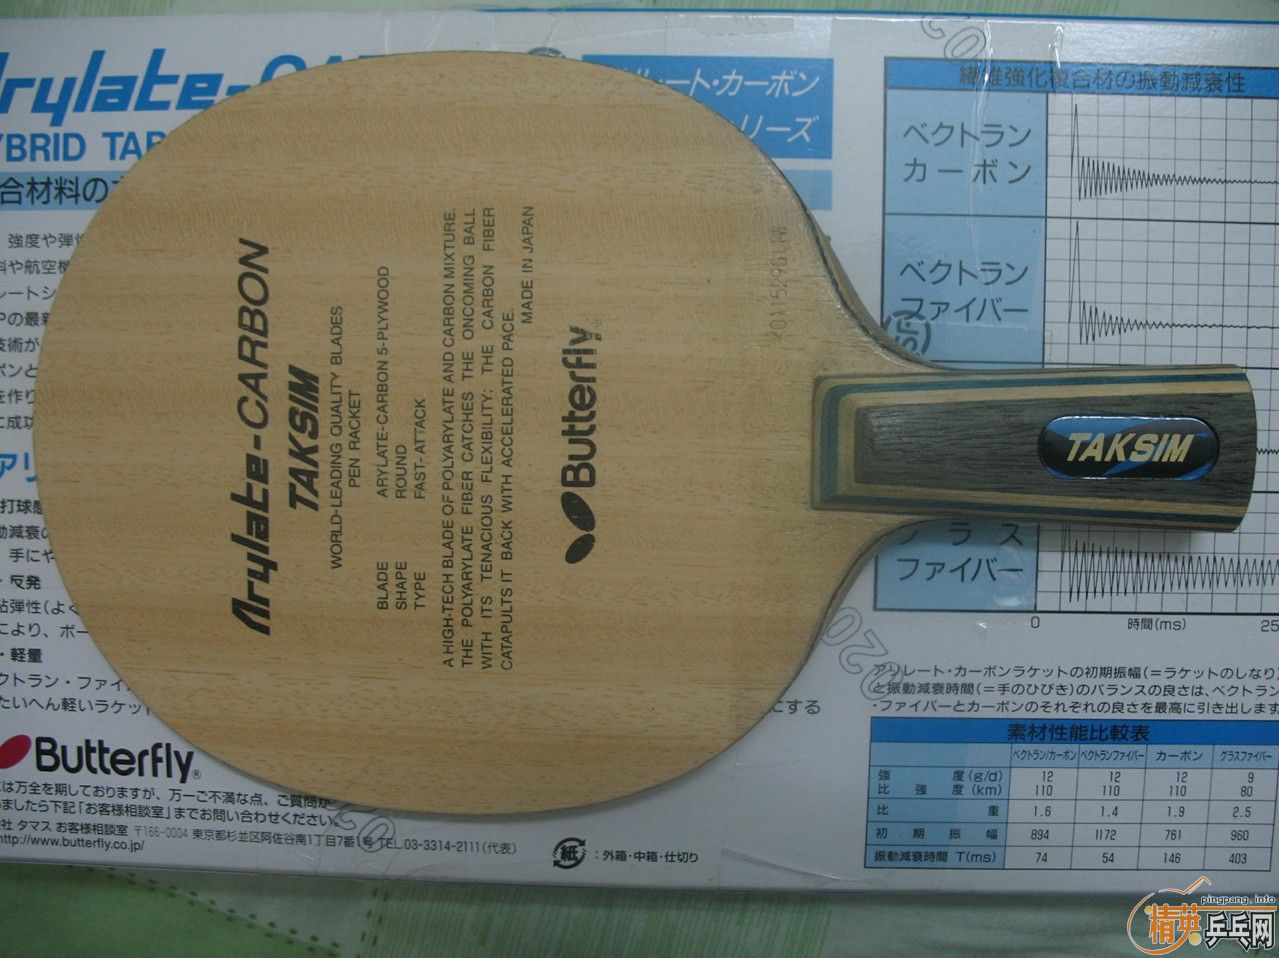 Arylate-CARBON
TAKSIM
WORLD-LEADING QUALITY BLADES
PEN RACKET
BLADE ARYLATE-CARBON 5-PLYWOOD
SHAPE ROUND
TYPE FAST-ATTACK
A HIGH-TECH BLADE OF POLYARYLATE AND CARBON MIXTURE.
THE POLYARYLATE FIBER CATCHES THE ONCOMING BALL
WITH ITS TENACIOUS FLEXIBILITY; THE CARBON FIBER
CATAPULTS IT BACK WITH ACCELERATED PACE.
MADE IN JAPAN
Butterfly
TAKSIM
ート・カーボン
リーズ
強度や弾性
技術が
打球感
手にや
反発
粘弾性(よく
により、ボー
・軽量
クトラン・ファイ
たいへん軽いラケット
にする
Butterfly®
は万全を期しておりますが、万一ご不満な点、ご質問が
ましたら下記「お客様相談室」までお問い合わせください。
社 タマス お客様相談室 〒166-0004 東京都杉並区阿佐谷南1丁目7番1号 TEL.03-3314-2111(代表)
http://www.butterfly.co.jp/
紙 :外箱・中箱・仕切り
繊維強化複合材の振動減衰性
ベクトラン
カーボン
ベクトラン
ファイバー
ラス
ファイバー
0 時間(ms) 25
アリレート・カーボンラケットの初期振幅(=ラケットのしなり)
と振動減衰時間(=手のひびき)のバランスの良さは、ベクトラン
・ファイバーとカーボンのそれぞれの良さを最高に引き出します
素材性能比較表
ベクトラン/カーボン ベクトランファイバー カーボン グラスファイバー
強度(g/d) 12 12 12 9
比強度(km) 110 110 110 80
比重 1.6 1.4 1.9 2.5
初期振幅 894 1172 761 960
振動減衰時間 T(ms) 74 54 146 403
pingpang.info
精英乒乓网